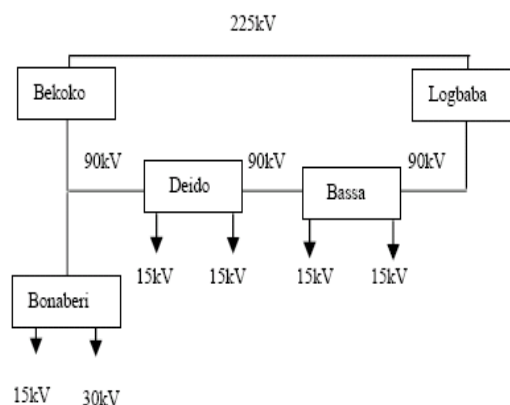 225kV
Bekoko
Logbaba
90kV
90kV
90kV
Deido
Bassa
15kV
15kV
15kV
15kV
Bonaberi
15kV
30kV